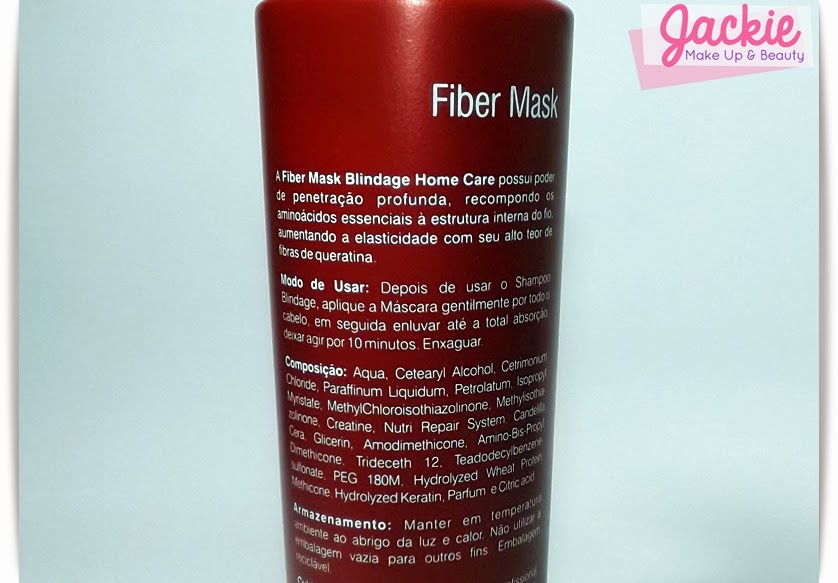 Jackie
Make Up & Beauty
Fiber Mask
A Fiber Mask Blindage Home Care possui poder
de penetração profunda, recompondo os
aminoácidos essenciais à estrutura interna do fio,
aumentando a elasticidade com seu alto teor de
fibras de queratina.
Modo de Usar: Depois de usar o Shampoo
Blindage, aplique a Máscara gentilmente por todo o
cabelo, em seguida enluvar até a total absorção,
deixar agir por 10 minutos. Enxaguar.
Composição: Aqua, Cetearyl Alcohol, Cetrimonium
Chloride, Paraffinum Liquidum, Petrolatum, Isopropyl
Myristate, MethylChloroisothiazolinone, Methylisothia-
zolinone, Creatine, Nutri Repair System, Candelilla
Cera, Glicerin, Amodimethicone, Amino-Bis-Propyl
Dimethicone, Trideceth 12, Teadodecylbenzene-
sulfonate, PEG 180M, Hydrolyzed Wheat Protein,
Methicone, Hydrolyzed Keratin, Parfum e Citric acid.
Armazenamento: Manter em temperatura
ambiente ao abrigo da luz e calor. Não utilizar a
embalagem vazia para outros fins Embalagem
reciclável.